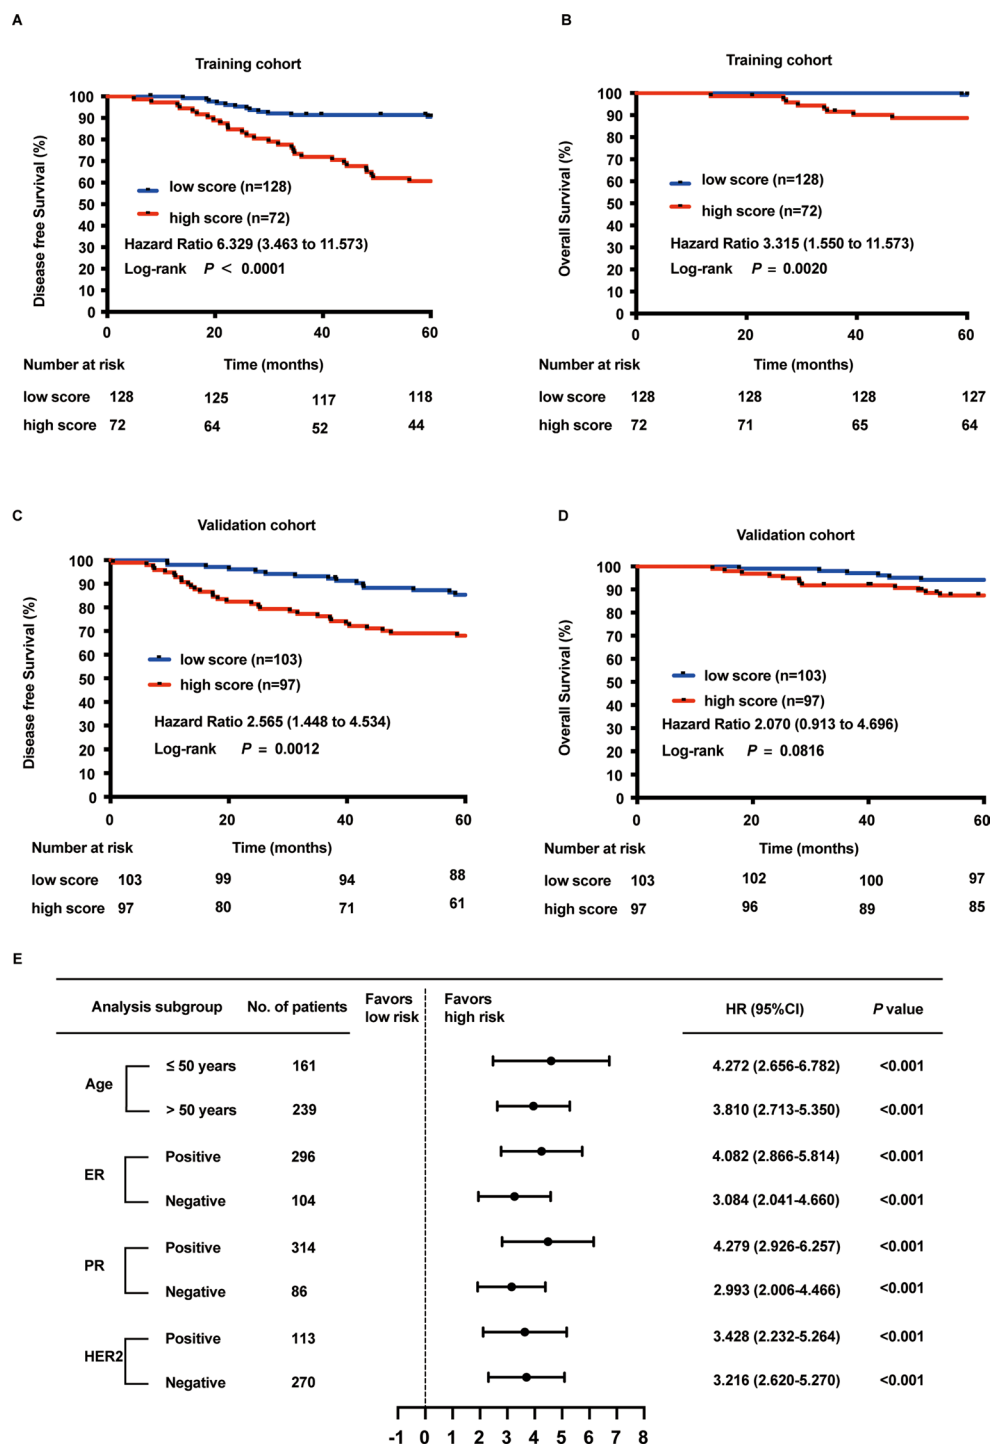 A
Training cohort
Disease free Survival (%)
100
90
80
70
60
50
40
30
20
10
0
low score (n=128)
high score (n=72)
Hazard Ratio 6.329 (3.463 to 11.573)
Log-rank P < 0.0001
0 20 40 60
Number at risk Time (months)
low score 128 125 117 118
high score 72 64 52 44
B
Training cohort
Overall Survival (%)
100
90
80
70
60
50
40
30
20
10
0
low score (n=128)
high score (n=72)
Hazard Ratio 3.315 (1.550 to 11.573)
Log-rank P = 0.0020
0 20 40 60
Number at risk Time (months)
low score 128 128 128 127
high score 72 71 65 64
C
Validation cohort
Disease free Survival (%)
100
90
80
70
60
50
40
30
20
10
0
low score (n=103)
high score (n=97)
Hazard Ratio 2.565 (1.448 to 4.534)
Log-rank P = 0.0012
0 20 40 60
Number at risk Time (months)
low score 103 99 94 88
high score 97 80 71 61
D
Validation cohort
Overall Survival (%)
100
90
80
70
60
50
40
30
20
10
0
low score (n=103)
high score (n=97)
Hazard Ratio 2.070 (0.913 to 4.696)
Log-rank P = 0.0816
0 20 40 60
Number at risk Time (months)
low score 103 102 100 97
high score 97 96 89 85
E
Analysis subgroup No. of patients Favors low risk Favors high risk HR (95%CI) P value
Age
≤ 50 years 161 4.272 (2.656-6.782) <0.001
> 50 years 239 3.810 (2.713-5.350) <0.001
ER
Positive 296 4.082 (2.866-5.814) <0.001
Negative 104 3.084 (2.041-4.660) <0.001
PR
Positive 314 4.279 (2.926-6.257) <0.001
Negative 86 2.993 (2.006-4.466) <0.001
HER2
Positive 113 3.428 (2.232-5.264) <0.001
Negative 270 3.216 (2.620-5.270) <0.001
-1 0 1 2 3 4 5 6 7 8